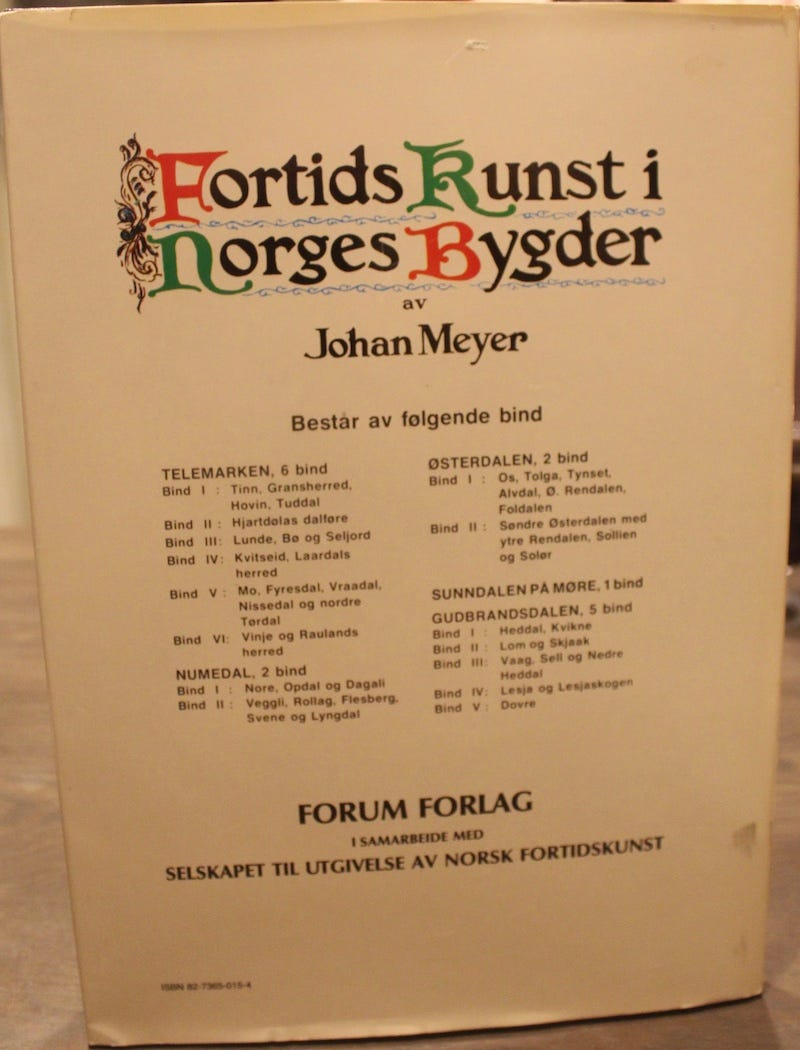 Fortids Kunst i
Norges Bygder
av
Johan Meyer
Består av følgende bind
TELEMARKEN, 6 bind
Bind I : Tinn, Gransherred,
Hovin, Tuddal
Bind II : Hjartdølas dalføre
Bind III: Lunde, Bø og Seljord
Bind IV: Kvitseid, Laardals
herred
Bind V : Mo, Fyresdal, Vraadal,
Nissedal og nordre
Tørdal
Bind VI: Vinje og Raulands
herred
NUMEDAL, 2 bind
Bind I : Nore, Opdal og Dagali
Bind II : Veggli, Rollag, Flesberg,
Svene og Lyngdal
ØSTERDALEN, 2 bind
Bind I : Os, Tolga, Tynset,
Alvdal, Ø. Rendalen,
Foldalen
Bind II : Søndre Østerdalen med
ytre Rendalen, Sollien
og Solør
SUNNDALEN PÅ MØRE, 1 bind
GUDBRANDSDALEN, 5 bind
Bind I : Heddal, Kvikne
Bind II : Lom og Skjaak
Bind III: Vaag, Sell og Nedre
Heddal
Bind IV: Lesja og Lesjaskogen
Bind V : Dovre
FORUM FORLAG
I SAMARBEIDE MED
SELSKAPET TIL UTGIVELSE AV NORSK FORTIDSKUNST
ISBN 82-7365-015-4